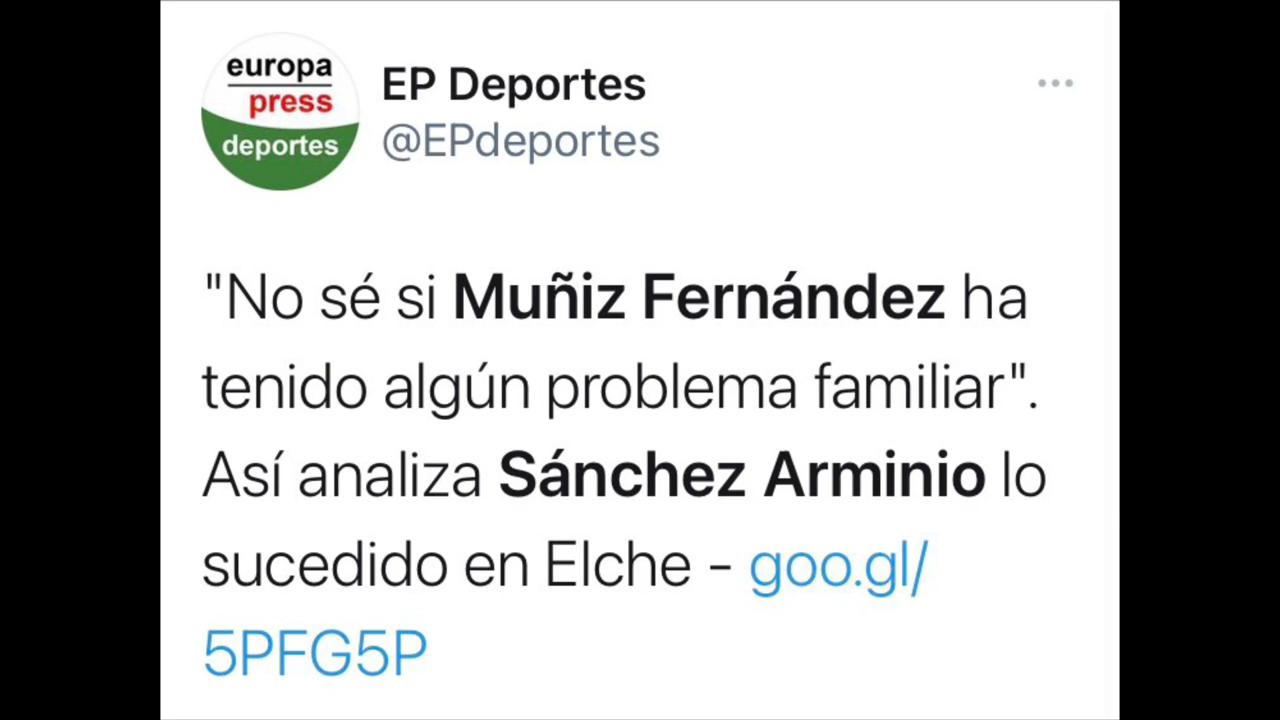 europa
press
deportes
EP Deportes
@EPdeportes
"No sé si Muñiz Fernández ha
tenido algún problema familiar".
Así analiza Sánchez Arminio lo
sucedido en Elche - goo.gl/
5PFG5P